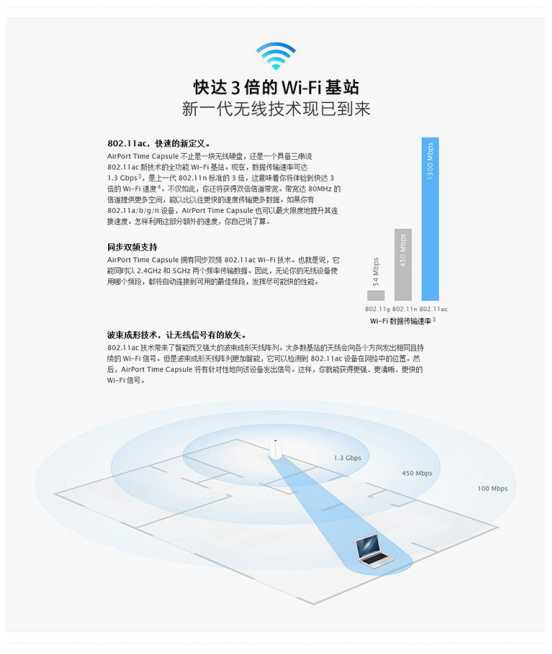 快达 3 倍的 Wi-Fi 基站
新一代无线技术现已到来
802.11ac，快速的新定义。
AirPort Time Capsule 不止是一块无线硬盘，还是一个具备三串流
802.11ac 新技术的全功能 Wi-Fi 基站。现在，数据传输速率可达
1.3 Gbps³，是上一代 802.11n 标准的 3 倍，这意味着你将体验到快达 3
倍的 Wi-Fi 速度⁴。不仅如此，你还将获得双倍信道带宽。带宽达 80MHz 的
信道提供更多空间，能以比以往更快的速度传输更多数据。如果你有
802.11a/b/g/n 设备，AirPort Time Capsule 也可以最大限度地提升其连
接速度。怎样利用这部分额外的速度，你自己说了算。
同步双频支持
AirPort Time Capsule 拥有同步双频 802.11ac Wi-Fi 技术。也就是说，它
能同时以 2.4GHz 和 5GHz 两个频率传输数据。因此，无论你的无线设备使
用哪个频段，都将自动连接到可用的最佳频段，发挥尽可能快的性能。
54 Mbps
450 Mbps
1300 Mbps
802.11g 802.11n 802.11ac
Wi-Fi 数据传输速率³
波束成形技术，让无线信号有的放矢。
802.11ac 技术带来了智能而又强大的波束成形天线阵列。大多数基站的天线会向各个方向发出相同且持
续的 Wi-Fi 信号。但是波束成形天线阵列更加智能，它可以检测到 802.11ac 设备在网络中的位置。然
后，AirPort Time Capsule 将有针对性地向该设备发出信号。这样，你就能获得更强、更清晰、更快的
Wi-Fi 信号。
1.3 Gbps
450 Mbps
100 Mbps